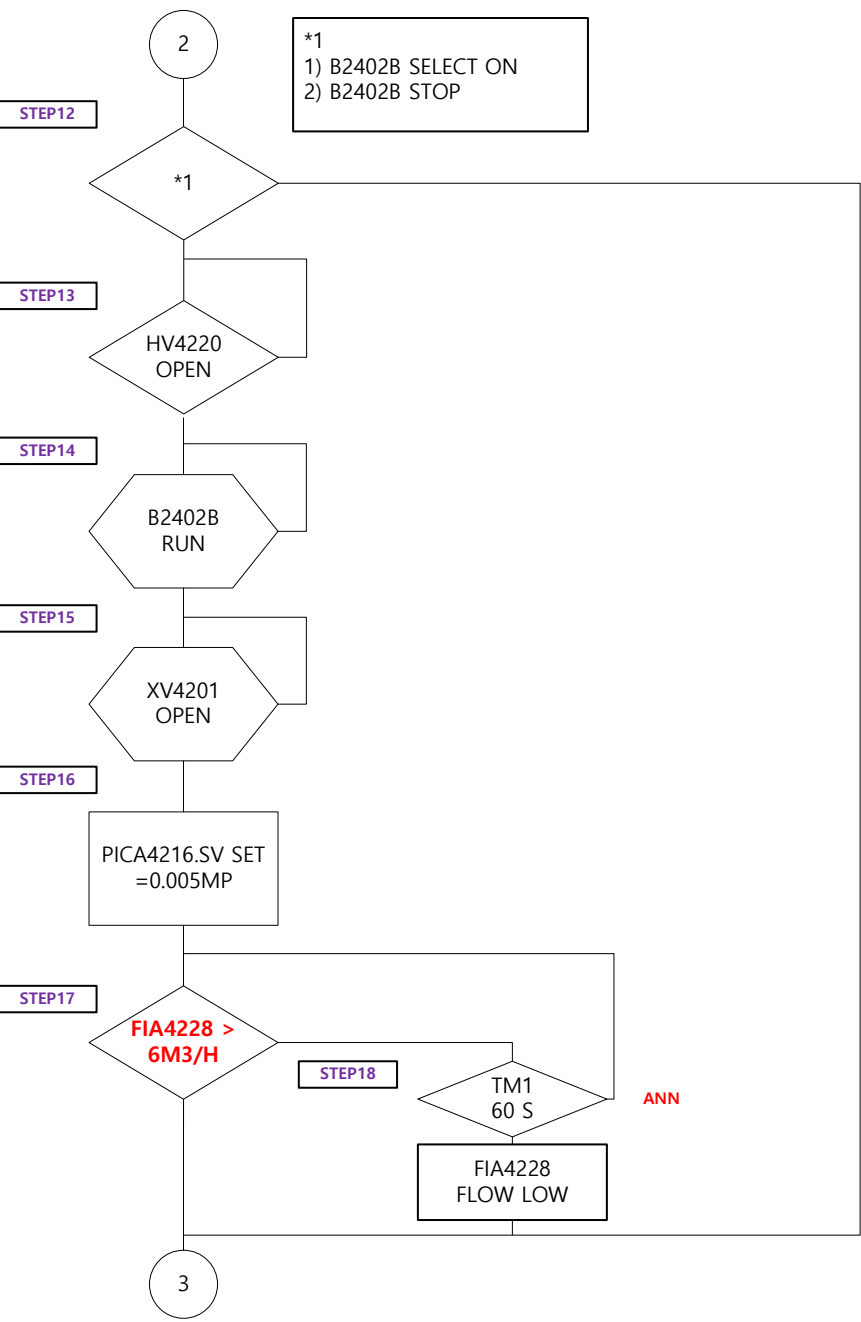 2
*1
1) B2402B SELECT ON
2) B2402B STOP
STEP12
*1
STEP13
HV4220
OPEN
STEP14
B2402B
RUN
STEP15
XV4201
OPEN
STEP16
PICA4216.SV SET
=0.005MP
STEP17
FIA4228 >
6M3/H
STEP18
TM1
60 S
ANN
FIA4228
FLOW LOW
3